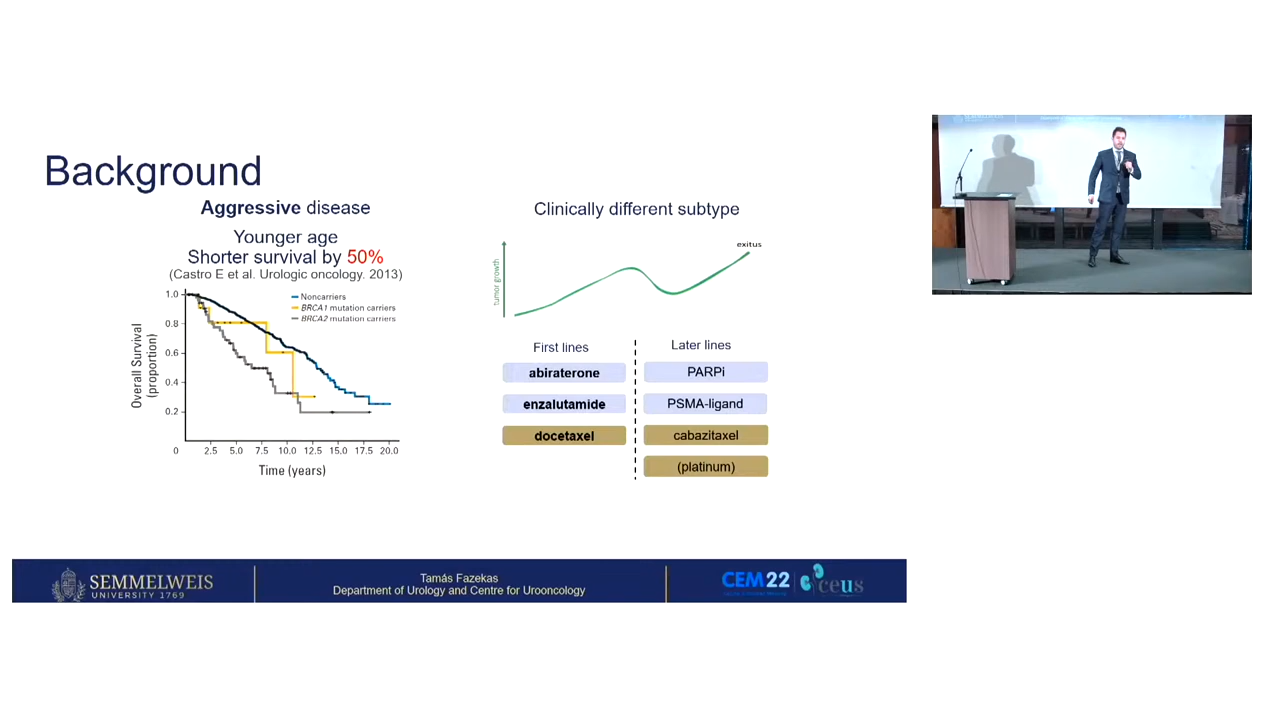 Background
Aggressive disease
Younger age
Shorter survival by 50%
(Castro E et al. Urologic oncology. 2013)
Noncarriers
BRCA1 mutation carriers
BRCA2 mutation carriers
Overall Survival
(proportion)
1.0
0.8
0.6
0.4
0.2
0 2.5 5.0 7.5 10.0 12.5 15.0 17.5 20.0
Time (years)
Clinically different subtype
exitus
tumor growth
First lines Later lines
abiraterone PARPi
enzalutamide PSMA-ligand
docetaxel cabazitaxel
(platinum)
SEMMELWEIS
UNIVERSITY 1769
Tamás Fazekas
Department of Urology and Centre for Urooncology
CEM22
ceus